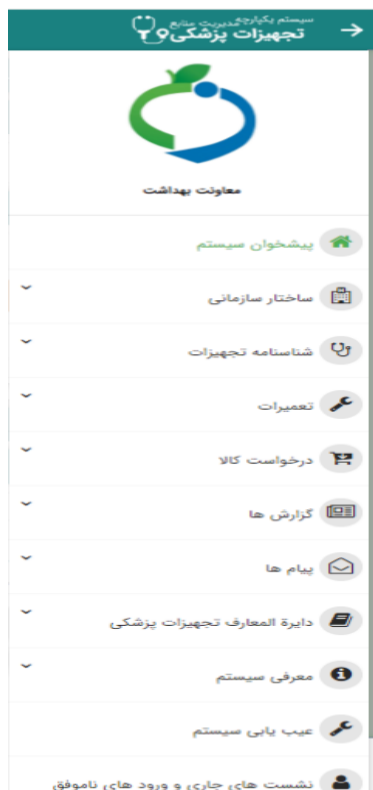 سیستم یکپارچه مدیریت منابع
تجهیزات پزشکی
معاونت بهداشت
پیشخوان سیستم
ساختار سازمانی
شناسنامه تجهیزات
تعمیرات
درخواست کالا
گزارش ها
پیام ها
دایرة المعارف تجهیزات پزشکی
معرفی سیستم
عیب یابی سیستم
نشست های جاری و ورود های ناموفق